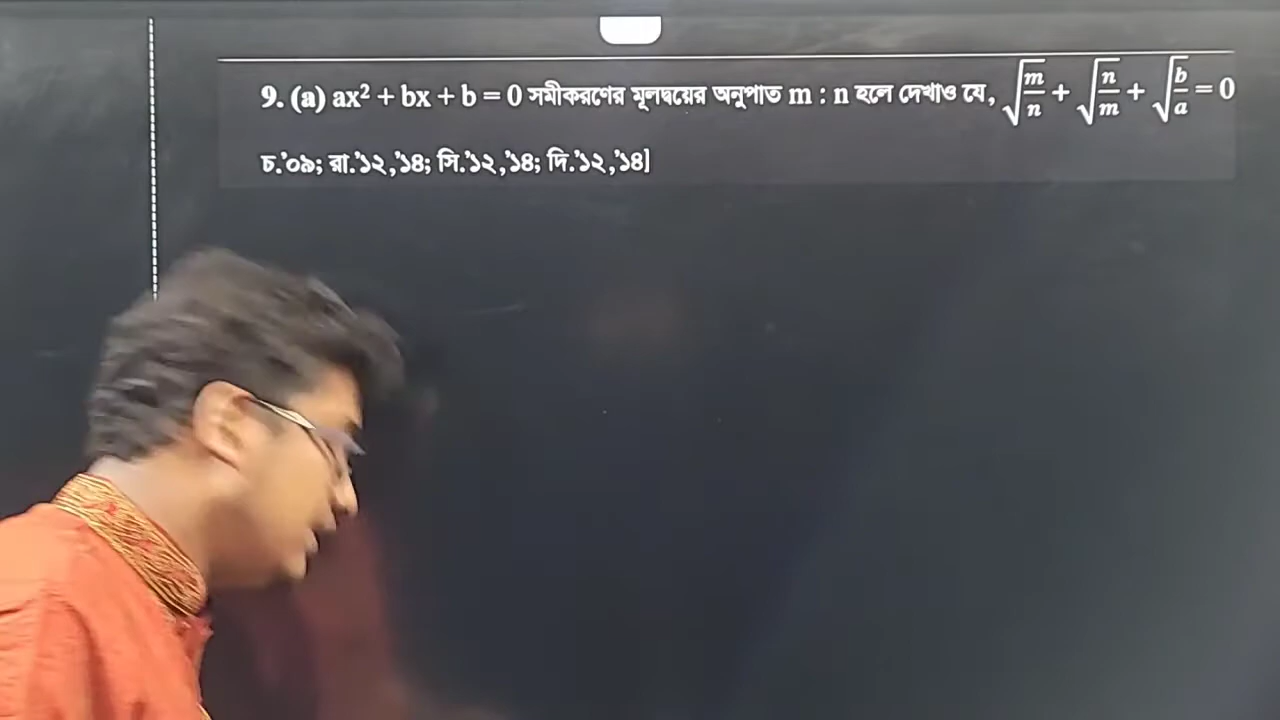 9. (a) ax² + bx + b = 0 সমীকরণের মূলদ্বয়ের অনুপাত m : n হলে দেখাও যে, √(m/n) + √(n/m) + √(b/a) = 0
চ.'০৯; রা.'১২,'১৪; সি.'১২,'১৪; দি.'১২,'১৪]